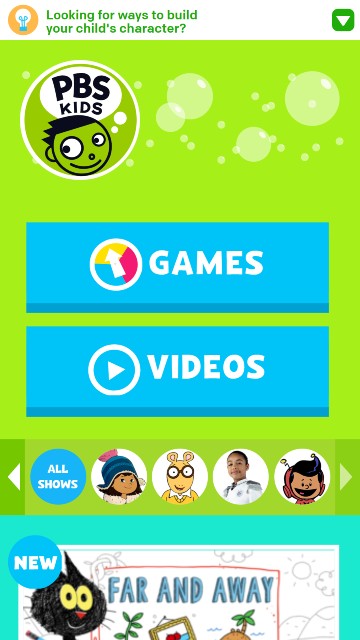 Looking for ways to build
your child's character?
PBS
KIDS
GAMES
VIDEOS
ALL
SHOWS
NEW
FAR AND AWAY